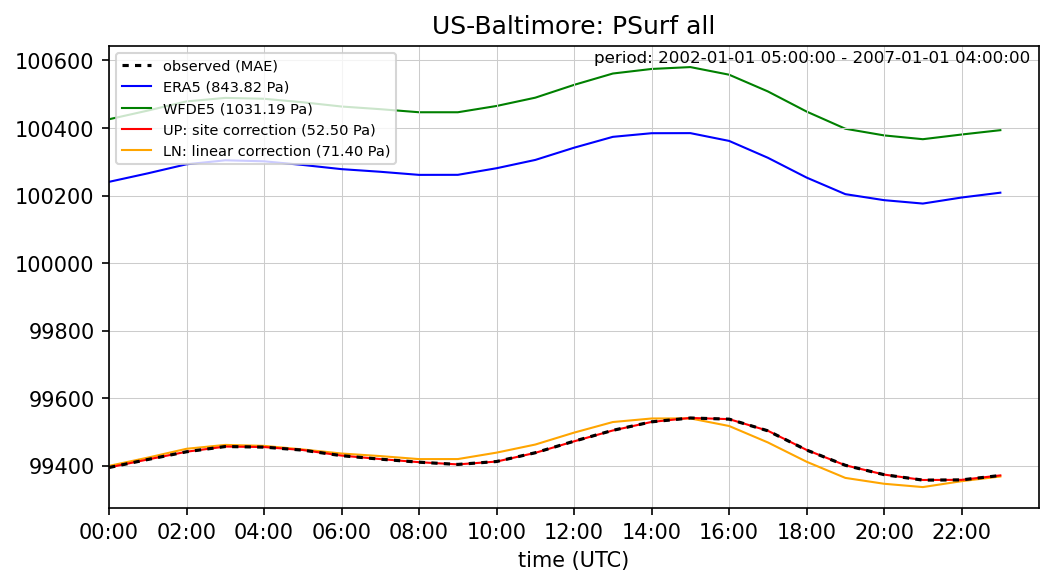 US-Baltimore: PSurf all
period: 2002-01-01 05:00:00 - 2007-01-01 04:00:00
observed (MAE)
ERA5 (843.82 Pa)
WFDE5 (1031.19 Pa)
UP: site correction (52.50 Pa)
LN: linear correction (71.40 Pa)
100600
100400
100200
100000
99800
99600
99400
00:00 02:00 04:00 06:00 08:00 10:00 12:00 14:00 16:00 18:00 20:00 22:00
time (UTC)